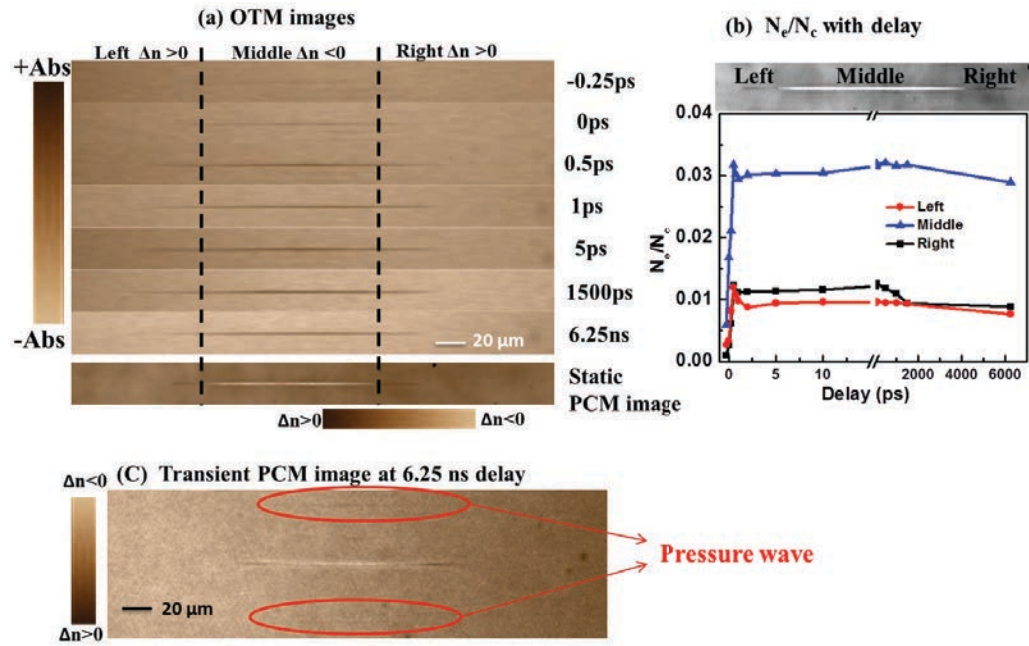 (a) OTM images
Left Δn >0
Middle Δn <0
Right Δn >0
+Abs
-Abs
-0.25ps
0ps
0.5ps
1ps
5ps
1500ps
6.25ns
20 µm
Static
PCM image
Δn>0
Δn<0
(b) Ne/Nc with delay
Left
Middle
Right
0.04
0.03
0.02
0.01
0.00
Ne/Nc
Left
Middle
Right
0
5
10
2000
4000
6000
Delay (ps)
(C) Transient PCM image at 6.25 ns delay
Δn<0
Δn>0
20 µm
Pressure wave